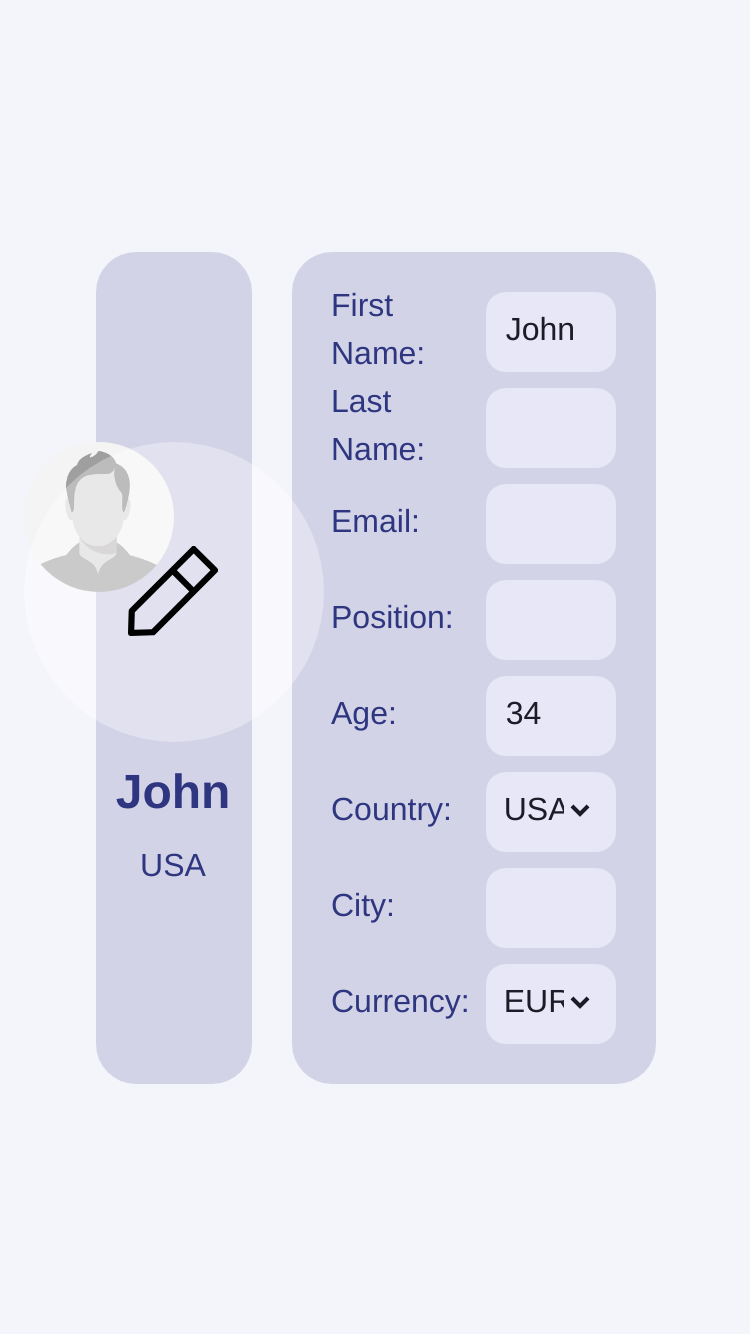 John
USA
First
Name:
John
Last
Name:
Email:
Position:
Age:
34
Country:
USA
City:
Currency:
EUR